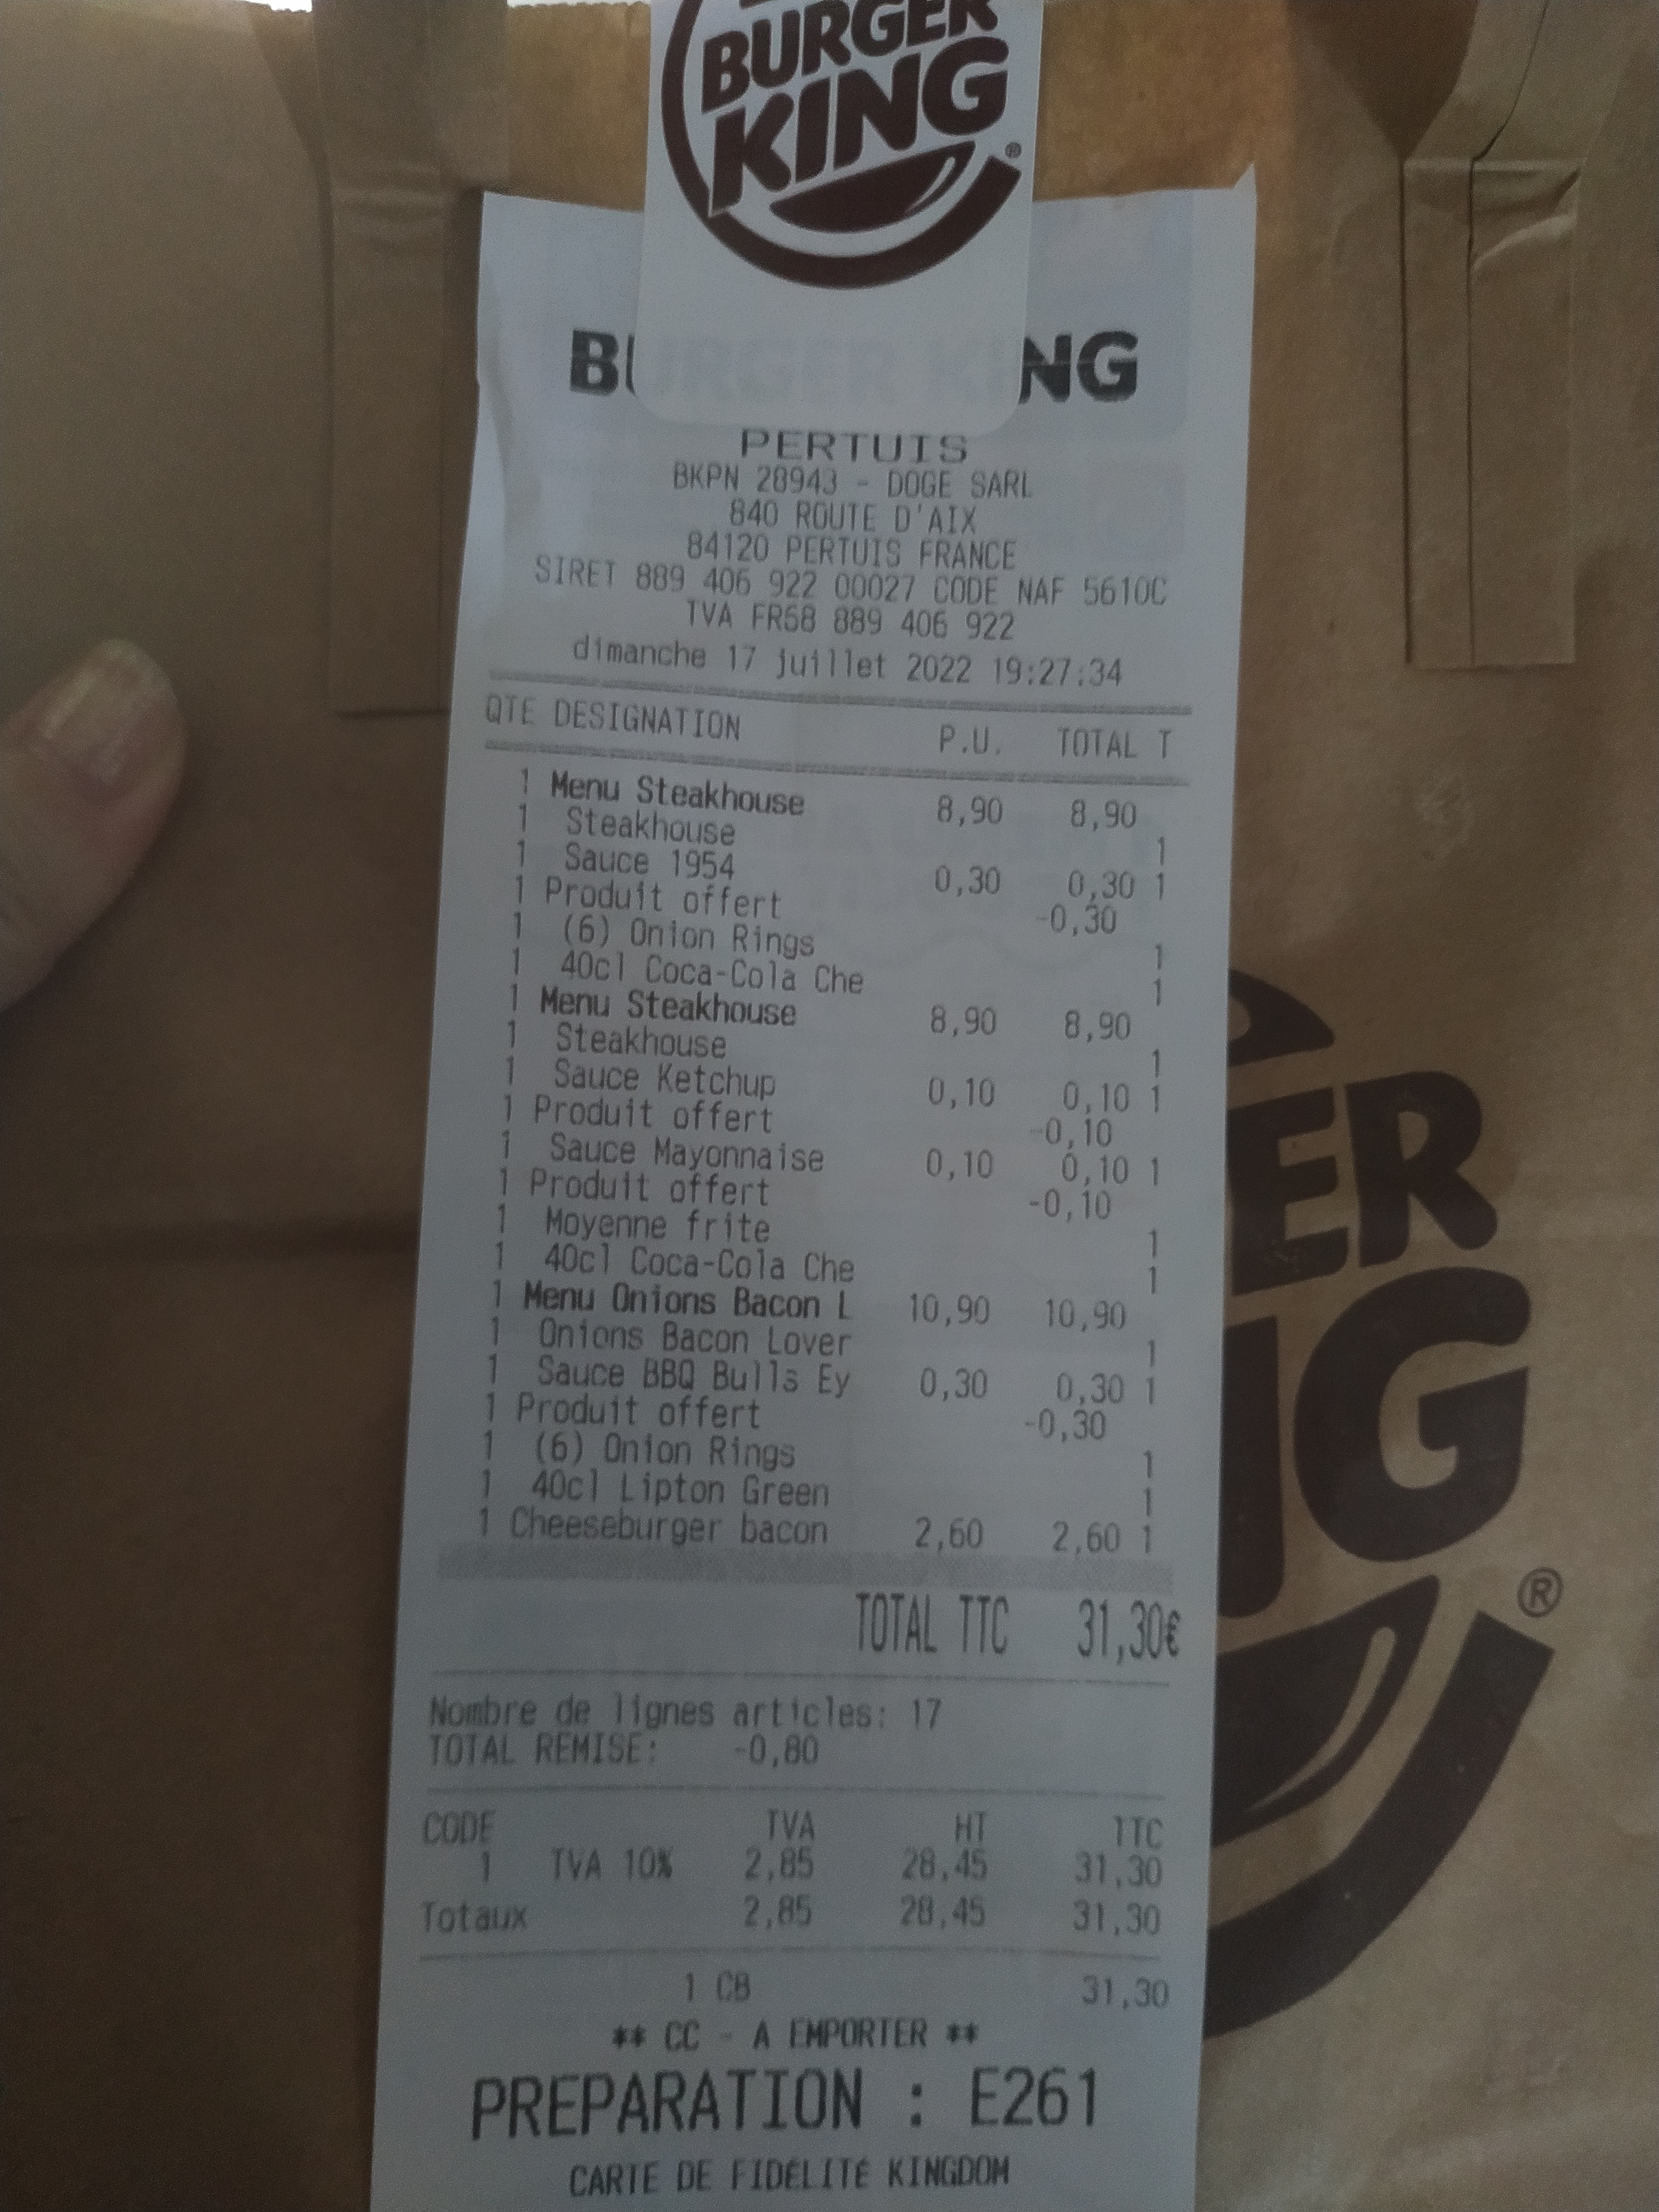 BURGER
KING
®
BURGER KING
PERTUIS
BKPN 28943 - DOGE SARL
840 ROUTE D'AIX
84120 PERTUIS FRANCE
SIRET 889 406 922 00027 CODE NAF 5610C
TVA FR68 889 406 922
dimanche 17 juillet 2022 19:27:34
QTE DESIGNATION P.U. TOTAL T
1 Menu Steakhouse 8,90 8,90
1 Steakhouse 1
1 Sauce 1954 0,30 0,30 1
1 Produit offert -0,30
1 (6) Onion Rings 1
1 40cl Coca-Cola Che 1
1 Menu Steakhouse 8,90 8,90
1 Steakhouse 1
1 Sauce Ketchup 0,10 0,10 1
1 Produit offert -0,10
1 Sauce Mayonnaise 0,10 0,10 1
1 Produit offert -0,10
1 Moyenne frite 1
1 40cl Coca-Cola Che 1
1 Menu Onions Bacon L 10,90 10,90
1 Onions Bacon Lover 1
1 Sauce BBQ Bulls Ey 0,30 0,30 1
1 Produit offert -0,30
1 (6) Onion Rings 1
1 40cl Lipton Green 1
1 Cheeseburger bacon 2,60 2,60 1
TOTAL TTC 31,30€
Nombre de lignes articles: 17
TOTAL REMISE: -0,80
CODE TVA HT TTC
1 TVA 10% 2,85 28,45 31,30
Totaux 2,85 28,45 31,30
1 CB 31,30
** CC - A EMPORTER **
PREPARATION : E261
CARTE DE FIDELITE KINGDOM
ER
NG
®